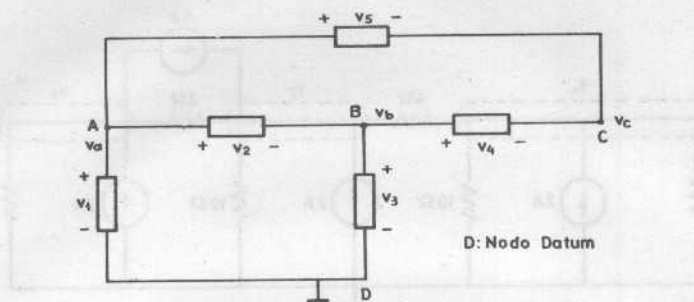 + v5 -
A
B vb
va
+ v2 -
+ v4 -
vc
C
+
v1
-
+
v3
-
D: Nodo Datum
D